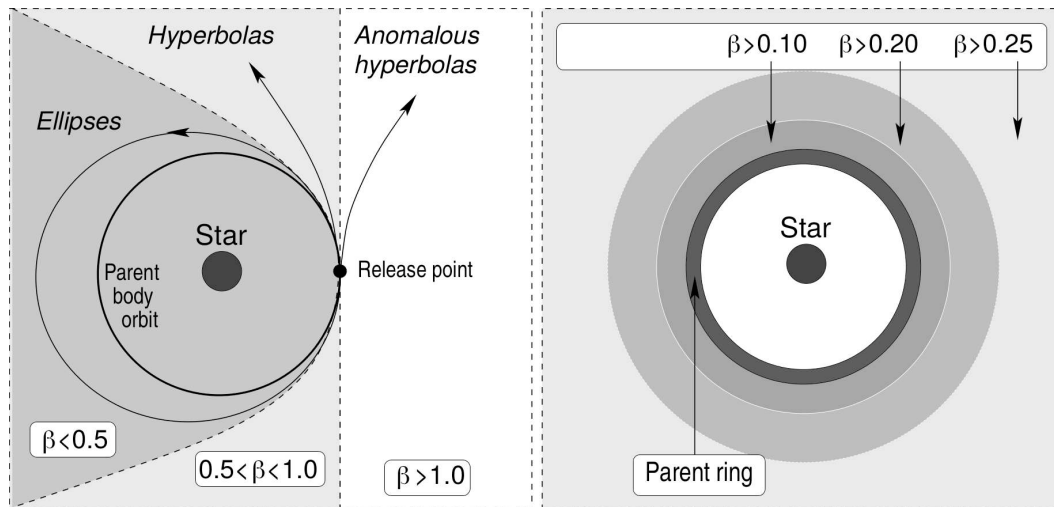 Hyperbolas
Anomalous
hyperbolas
Ellipses
Star
Parent
body
orbit
Release point
β<0.5
0.5<β<1.0
β>1.0
β>0.10
β>0.20
β>0.25
Star
Parent ring